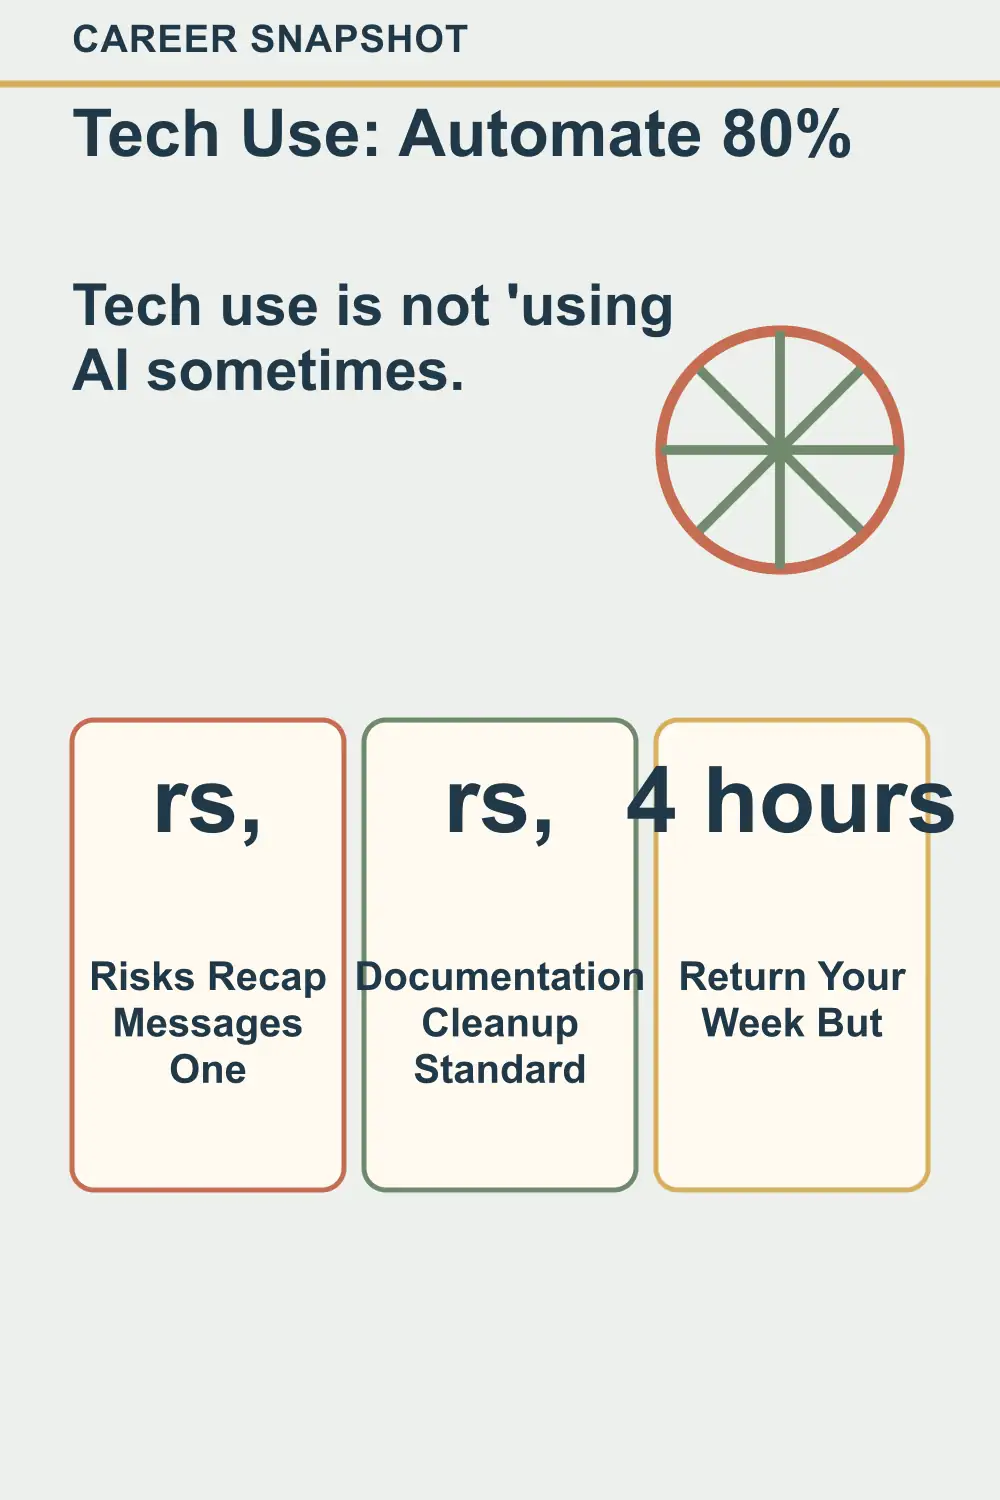 CAREER SNAPSHOT
Tech Use: Automate 80%
Tech use is not 'using
AI sometimes.
rs,
Risks Recap
Messages
One
rs,
Documentation
Cleanup
Standard
4 hours
Return Your
Week But